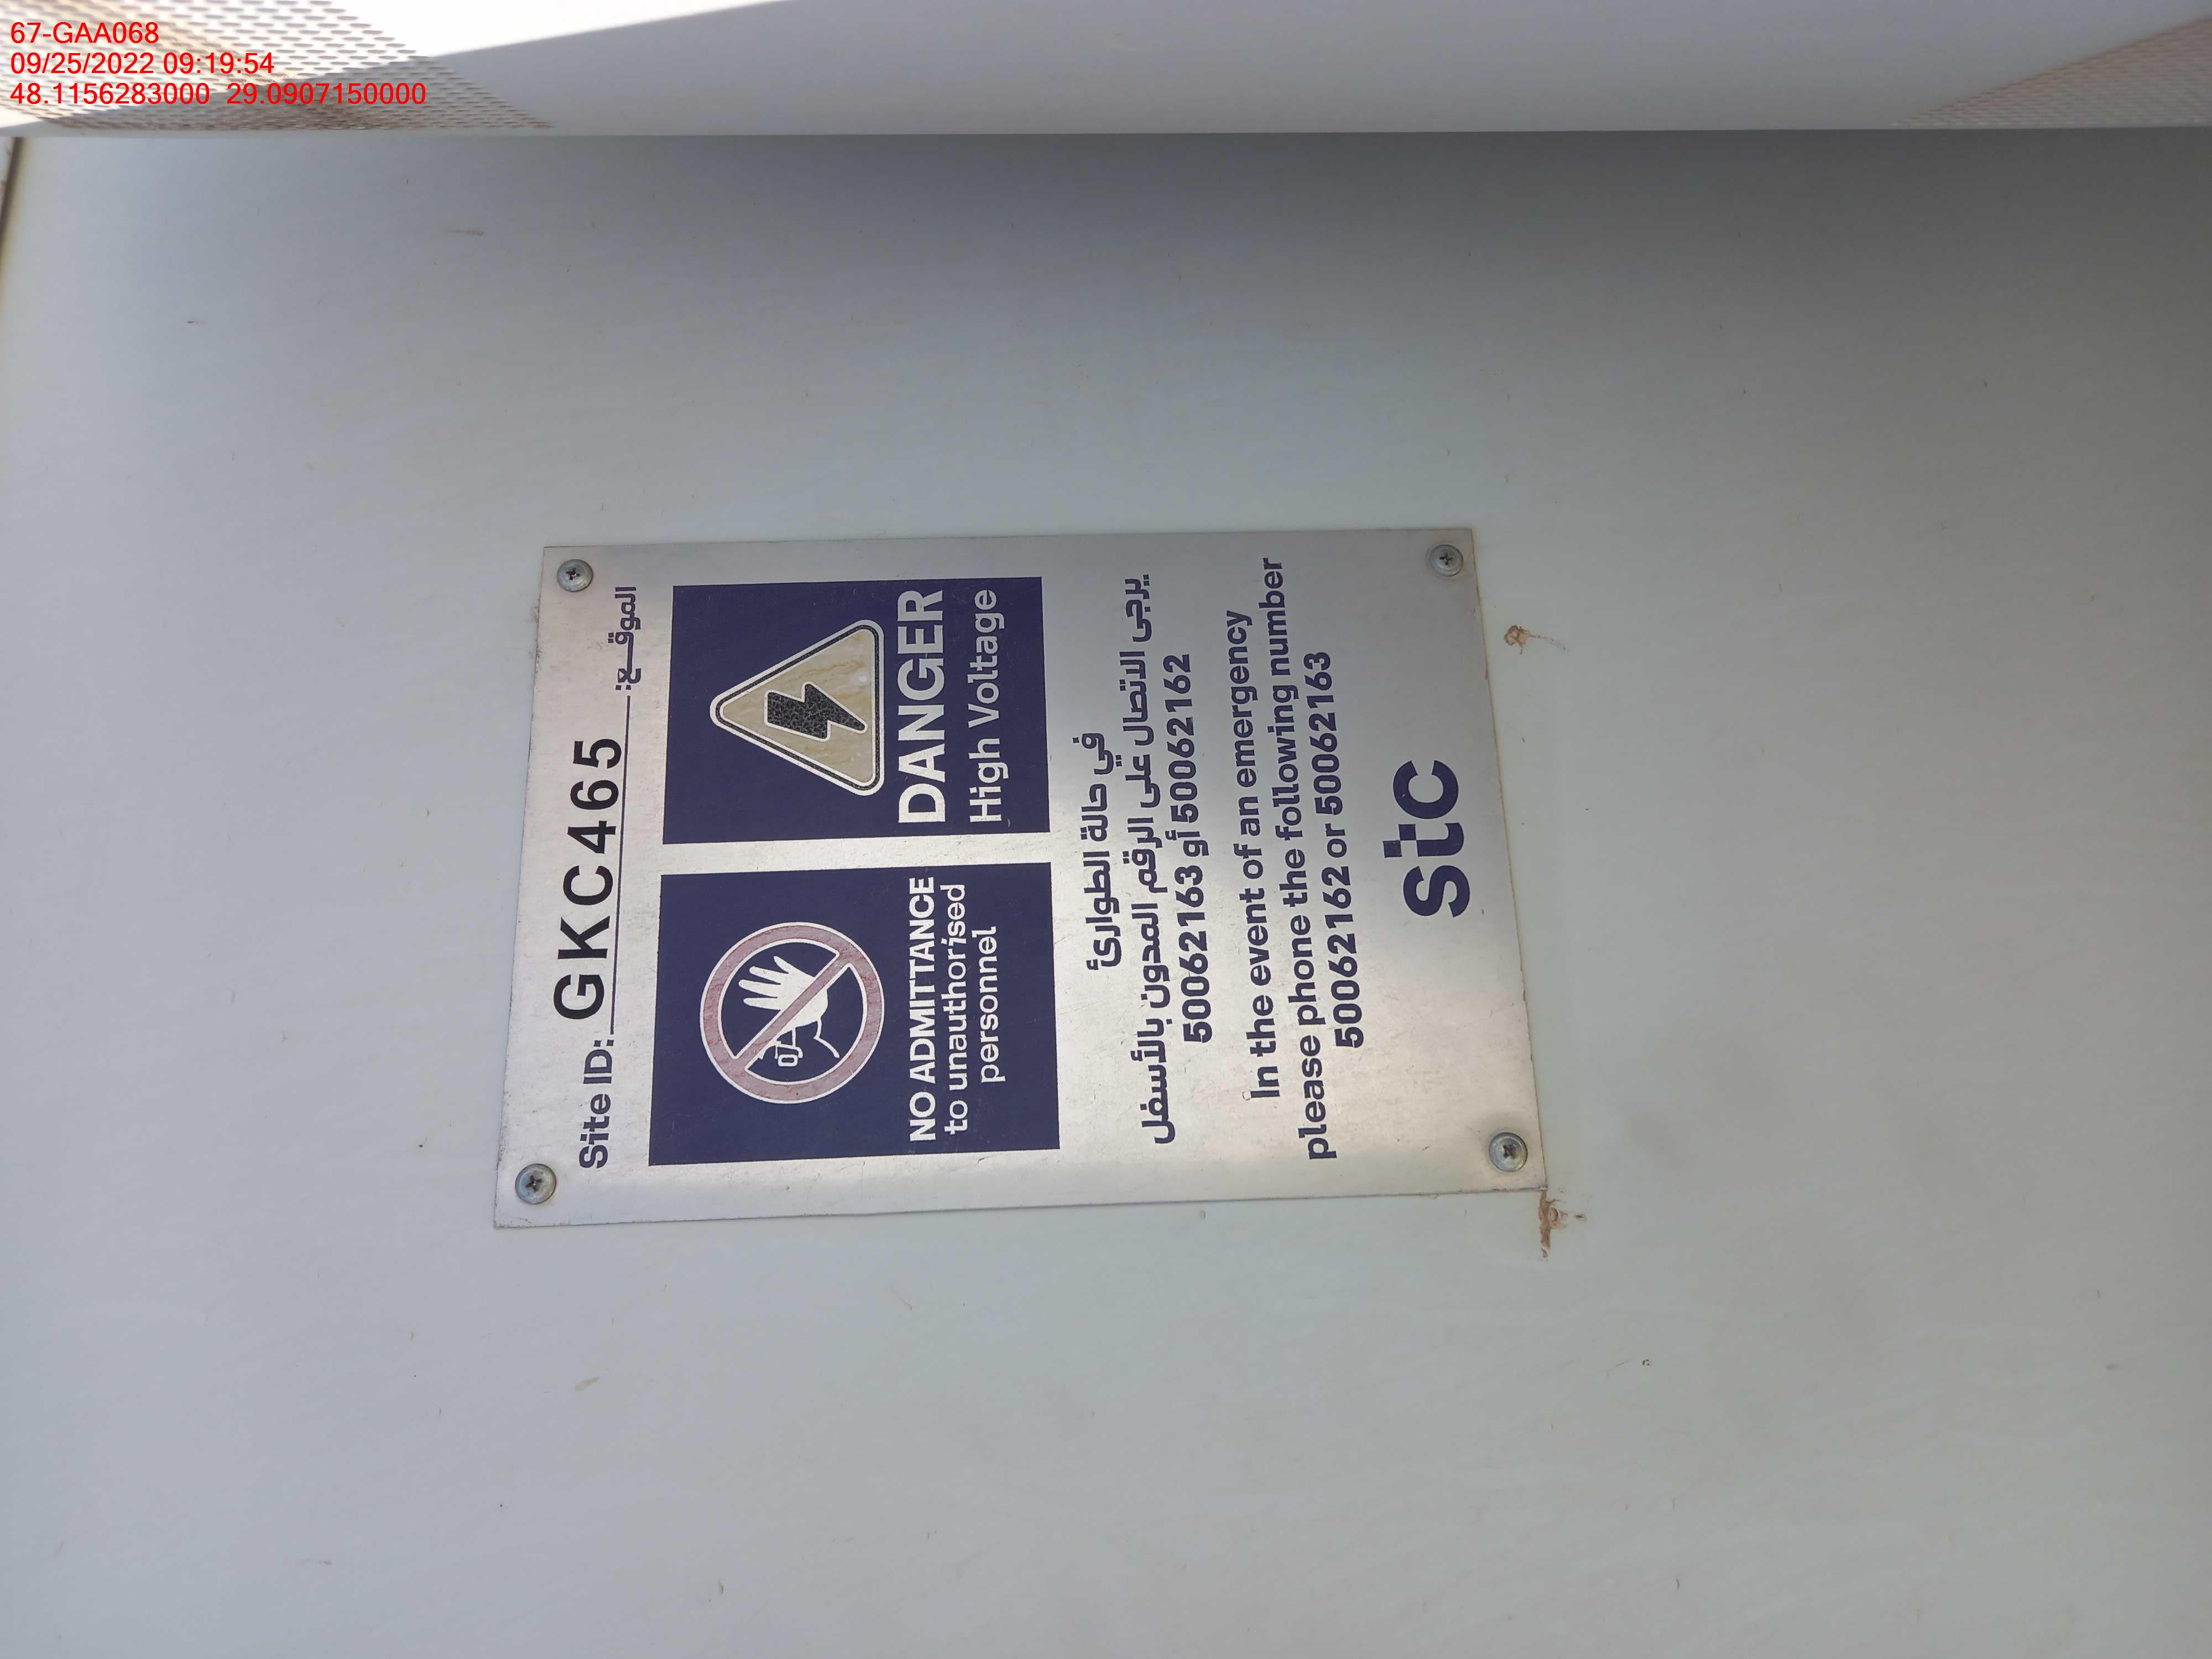 67-GAA068
09/25/2022 09:19:54
48.1156283000 29.0907150000
Site ID: GKC465 الموقــع:
NO ADMITTANCE
to unauthorised
personnel
DANGER
High Voltage
في حالة الطوارئ
يرجى الاتصال على الرقم المدون بالأسفل
50062163 أو 50062162
In the event of an emergency
please phone the following number
50062162 or 50062163
stc